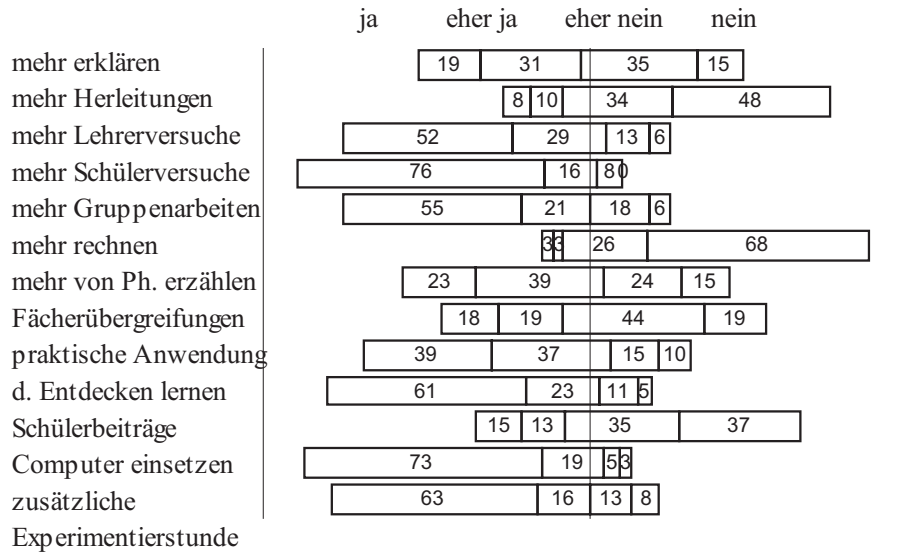 ja eher ja eher nein nein
mehr erklären 19 31 35 15
mehr Herleitungen 8 10 34 48
mehr Lehrerversuche 52 29 13 6
mehr Schülerversuche 76 16 8 0
mehr Gruppenarbeiten 55 21 18 6
mehr rechnen 3 3 26 68
mehr von Ph. erzählen 23 39 24 15
Fächerübergreifungen 18 19 44 19
praktische Anwendung 39 37 15 10
d. Entdecken lernen 61 23 11 5
Schülerbeiträge 15 13 35 37
Computer einsetzen 73 19 5 3
zusätzliche 63 16 13 8
Experimentierstunde